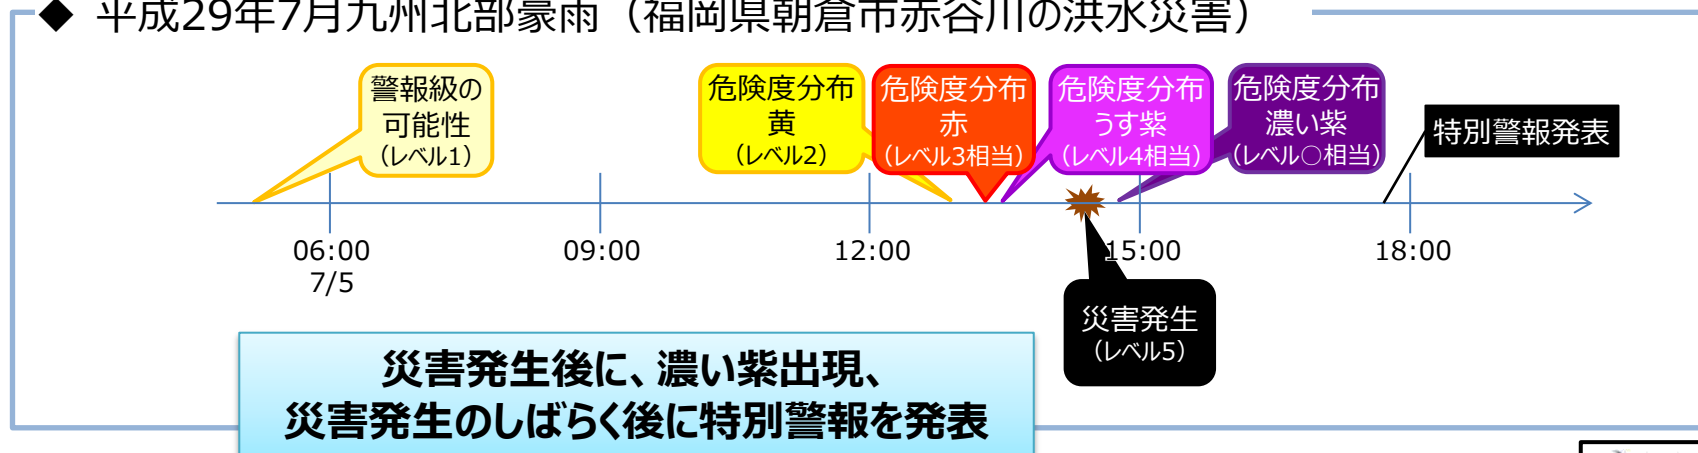 ◆ 平成29年7月九州北部豪雨（福岡県朝倉市赤谷川の洪水災害）
警報級の
可能性
（レベル1）
危険度分布
黄
（レベル2）
危険度分布
赤
（レベル3相当）
危険度分布
うす紫
（レベル4相当）
危険度分布
濃い紫
（レベル○相当）
特別警報発表
06:00
7/5
09:00
12:00
15:00
18:00
災害発生
（レベル5）
災害発生後に、濃い紫出現、
災害発生のしばらく後に特別警報を発表